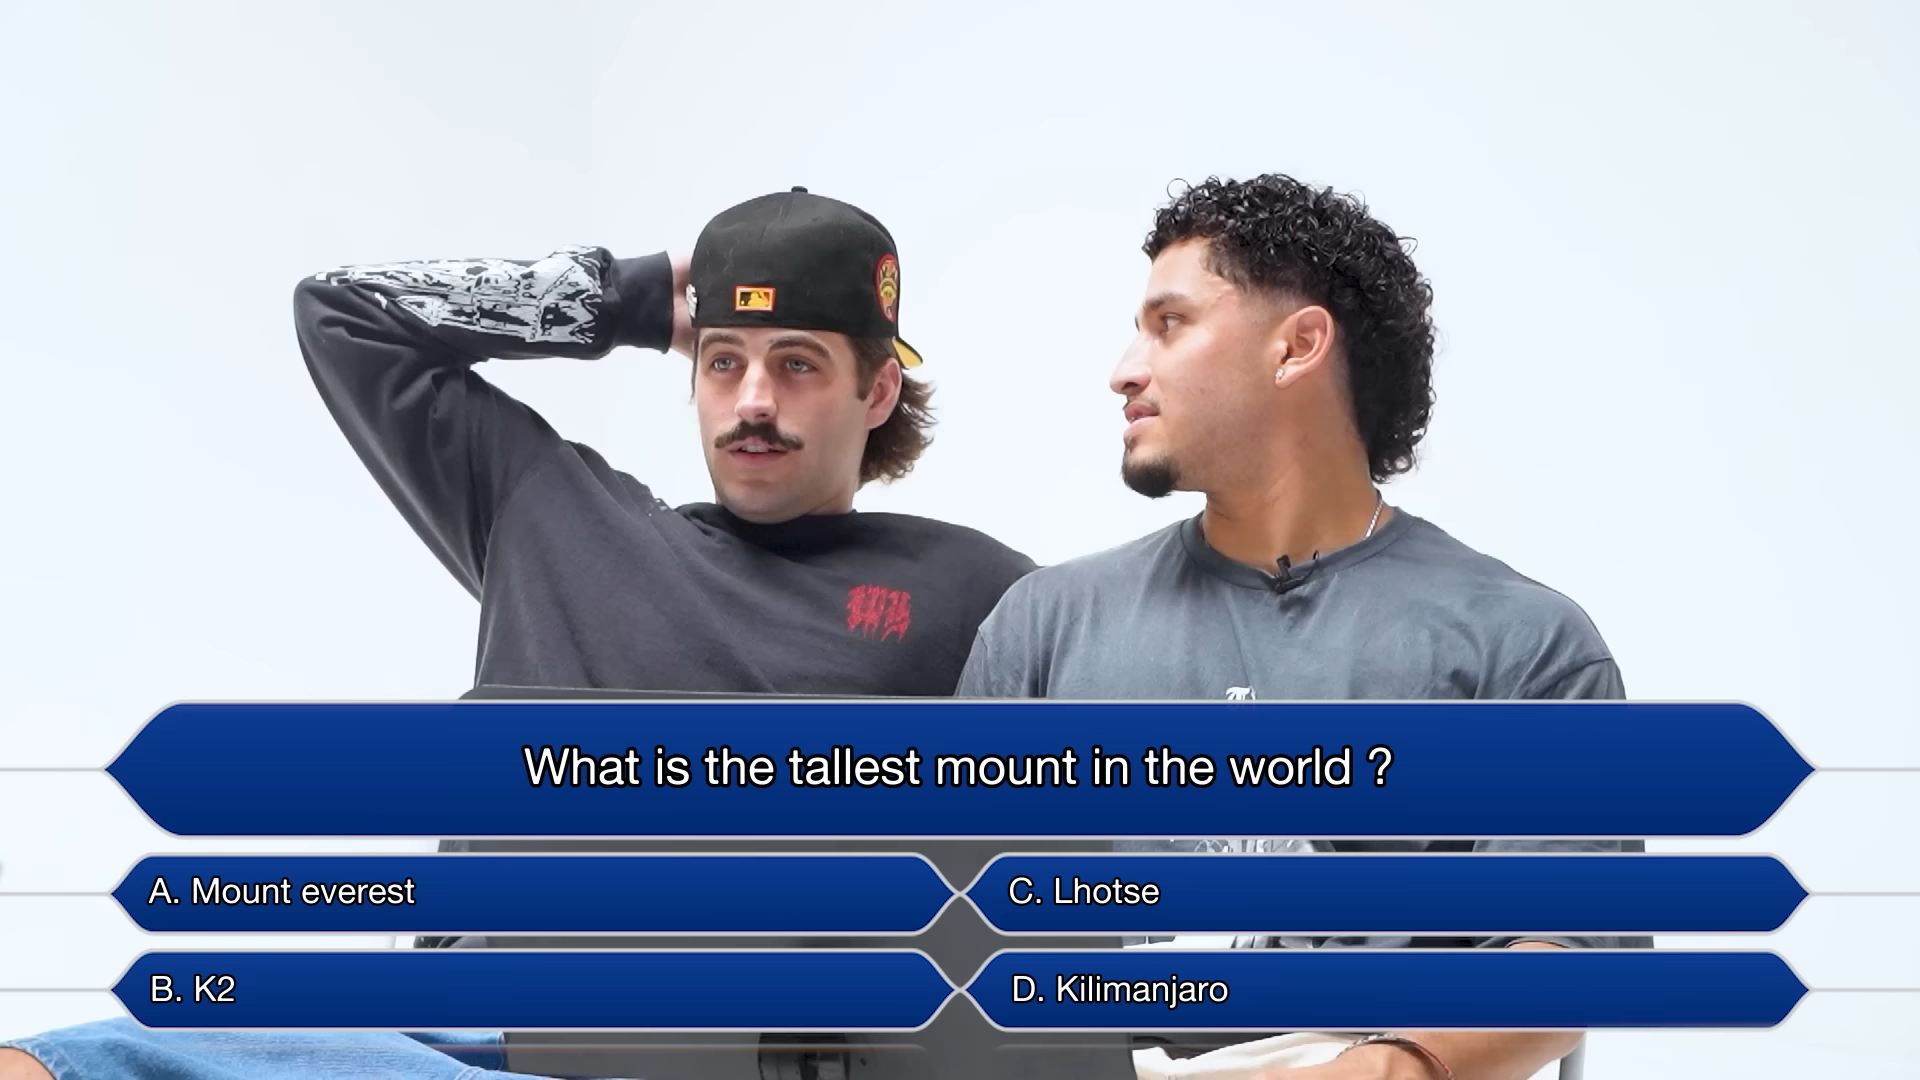 What is the tallest mount in the world ?
A. Mount everest
C. Lhotse
B. K2
D. Kilimanjaro